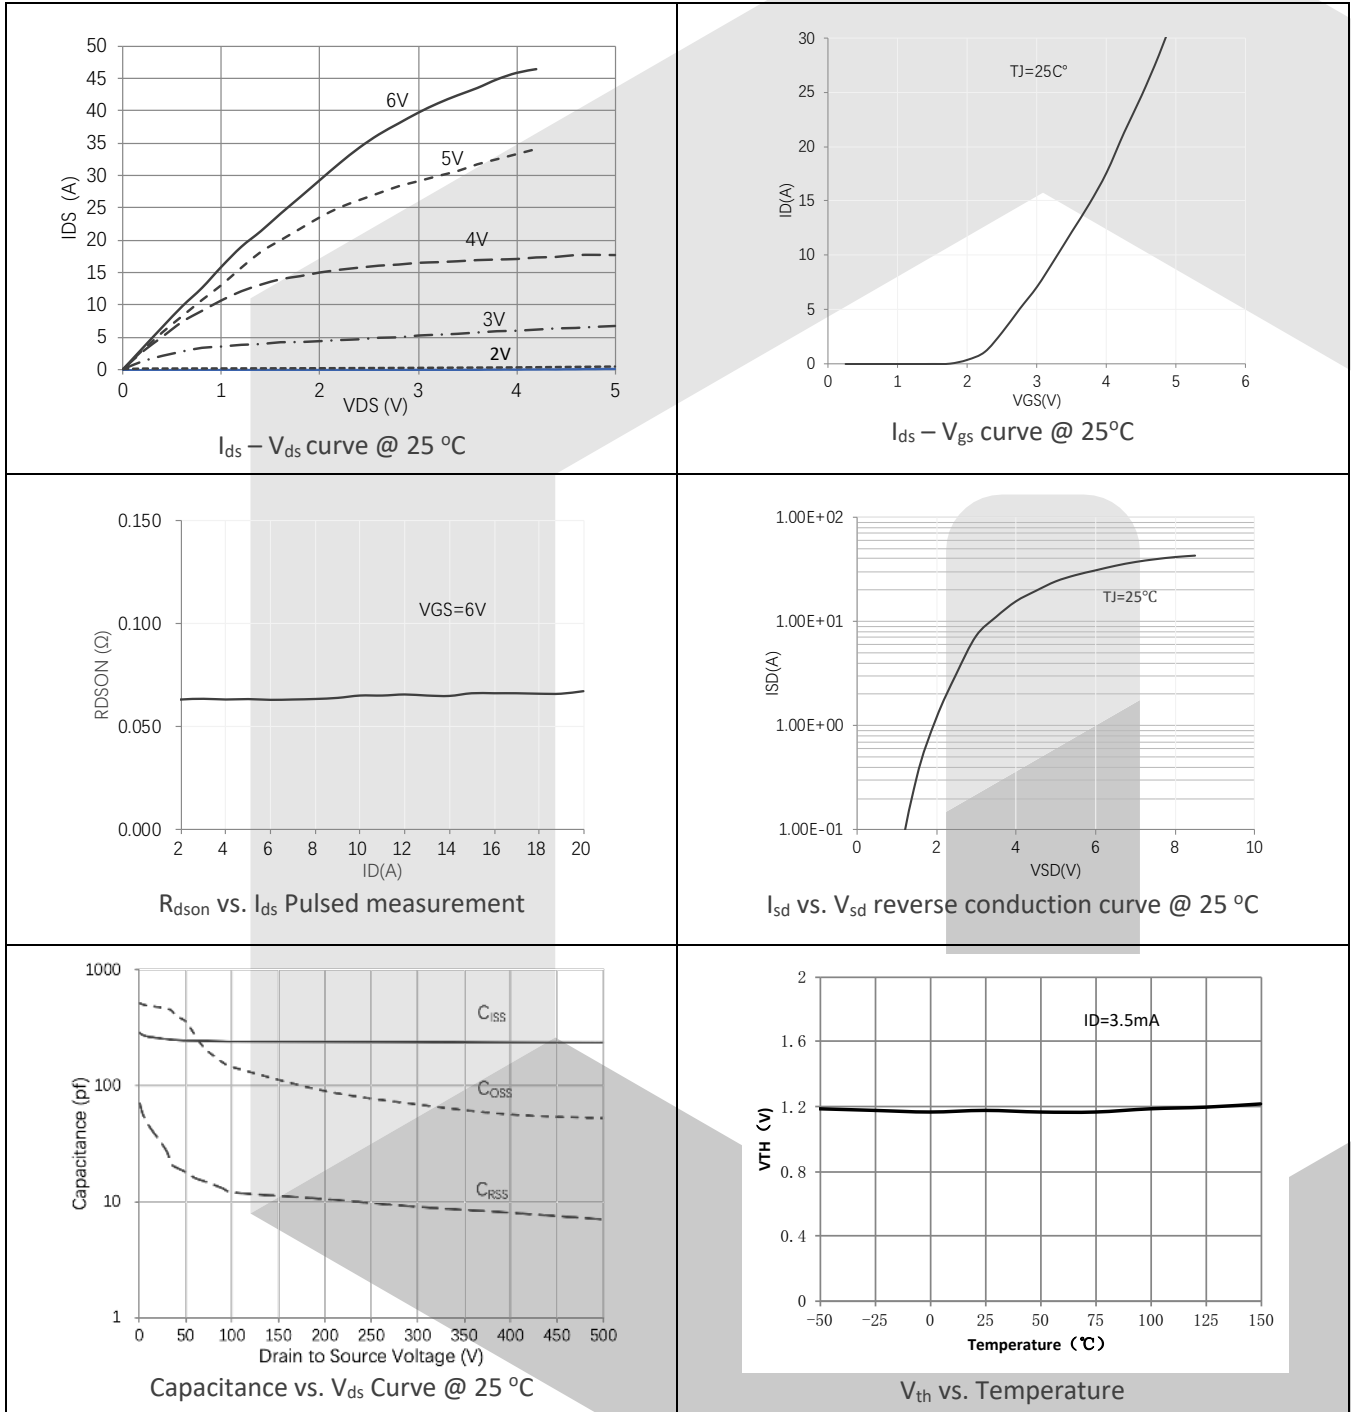 50
45
40
35
30
25
20
15
10
5
0
IDS (A)
6V
5V
4V
3V
2V
0 1 2 3 4 5
VDS (V)
Ids – Vds curve @ 25 oC
30
25
20
15
10
5
0
ID(A)
TJ=25C°
0 1 2 3 4 5 6
VGS(V)
Ids – Vgs curve @ 25oC
0.150
0.100
0.050
0.000
RDSON (Ω)
VGS=6V
2 4 6 8 10 12 14 16 18 20
ID(A)
Rdson vs. Ids Pulsed measurement
1.00E+02
1.00E+01
1.00E+00
1.00E-01
ISD(A)
TJ=25℃
0 2 4 6 8 10
VSD(V)
Isd vs. Vsd reverse conduction curve @ 25 oC
1000
100
10
1
Capacitance (pf)
CISS
COSS
CRSS
0 50 100 150 200 250 300 350 400 450 500
Drain to Source Voltage (V)
Capacitance vs. Vds Curve @ 25 oC
2
1.6
1.2
0.8
0.4
0
VTH (V)
ID=3.5mA
-50 -25 0 25 50 75 100 125 150
Temperature (℃)
Vth vs. Temperature